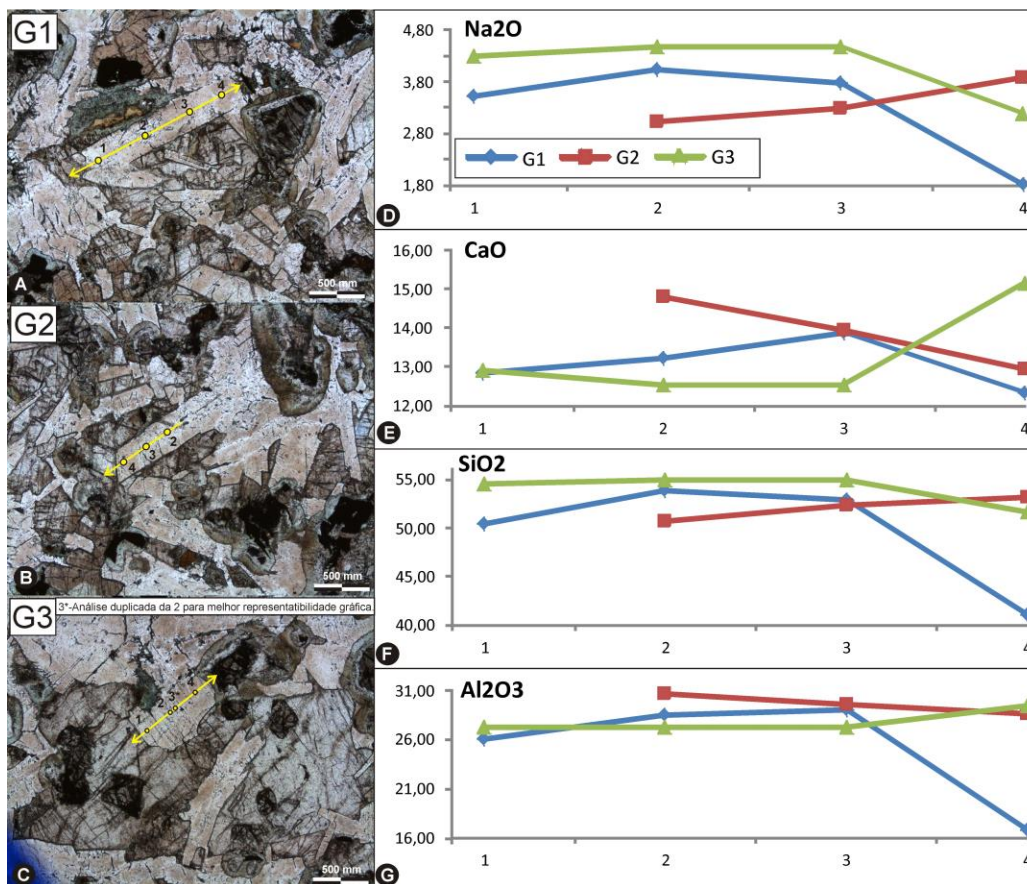 G1
1
2
3
4
A
500 mm
G2
2
3
4
B
500 mm
G3
3*-Análise duplicada da 2 para melhor representatibilidade gráfica.
1
2
3*
4
C
500 mm
Na2O
4,80
3,80
2,80
1,80
G1 G2 G3
1 2 3 4
D
CaO
16,00
15,00
14,00
13,00
12,00
1 2 3 4
E
SiO2
55,00
50,00
45,00
40,00
1 2 3 4
F
Al2O3
31,00
26,00
21,00
16,00
1 2 3 4
G